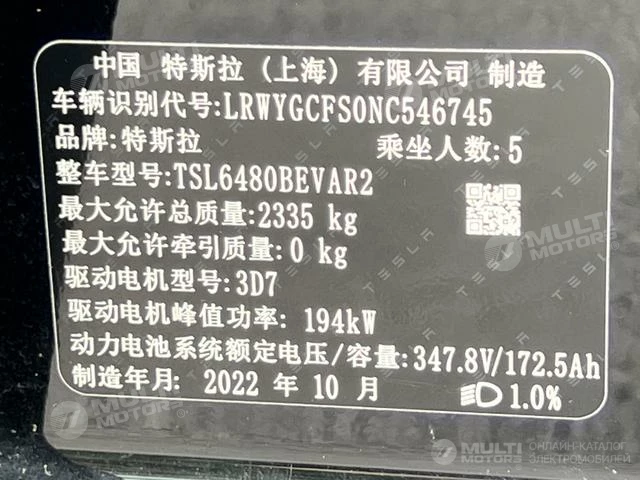 中国 特斯拉 (上海) 有限公司 制造
车辆识别代号:LRWYGCFS0NC546745
品牌:特斯拉 乘坐人数:5
整车型号:TSL6480BEVAR2
最大允许总质量:2335 kg
最大允许牵引质量:0 kg
驱动电机型号:3D7
驱动电机峰值功率: 194kW
动力电池系统额定电压/容量:347.8V/172.5Ah
制造年月: 2022 年 10 月 1.0%
MULTI MOTORS®
MULTI MOTORS®
TESLA
MULTI MOTORS ОНЛАЙН-КАТАЛОГ
ЭЛЕКТРОМОБИЛЕЙ